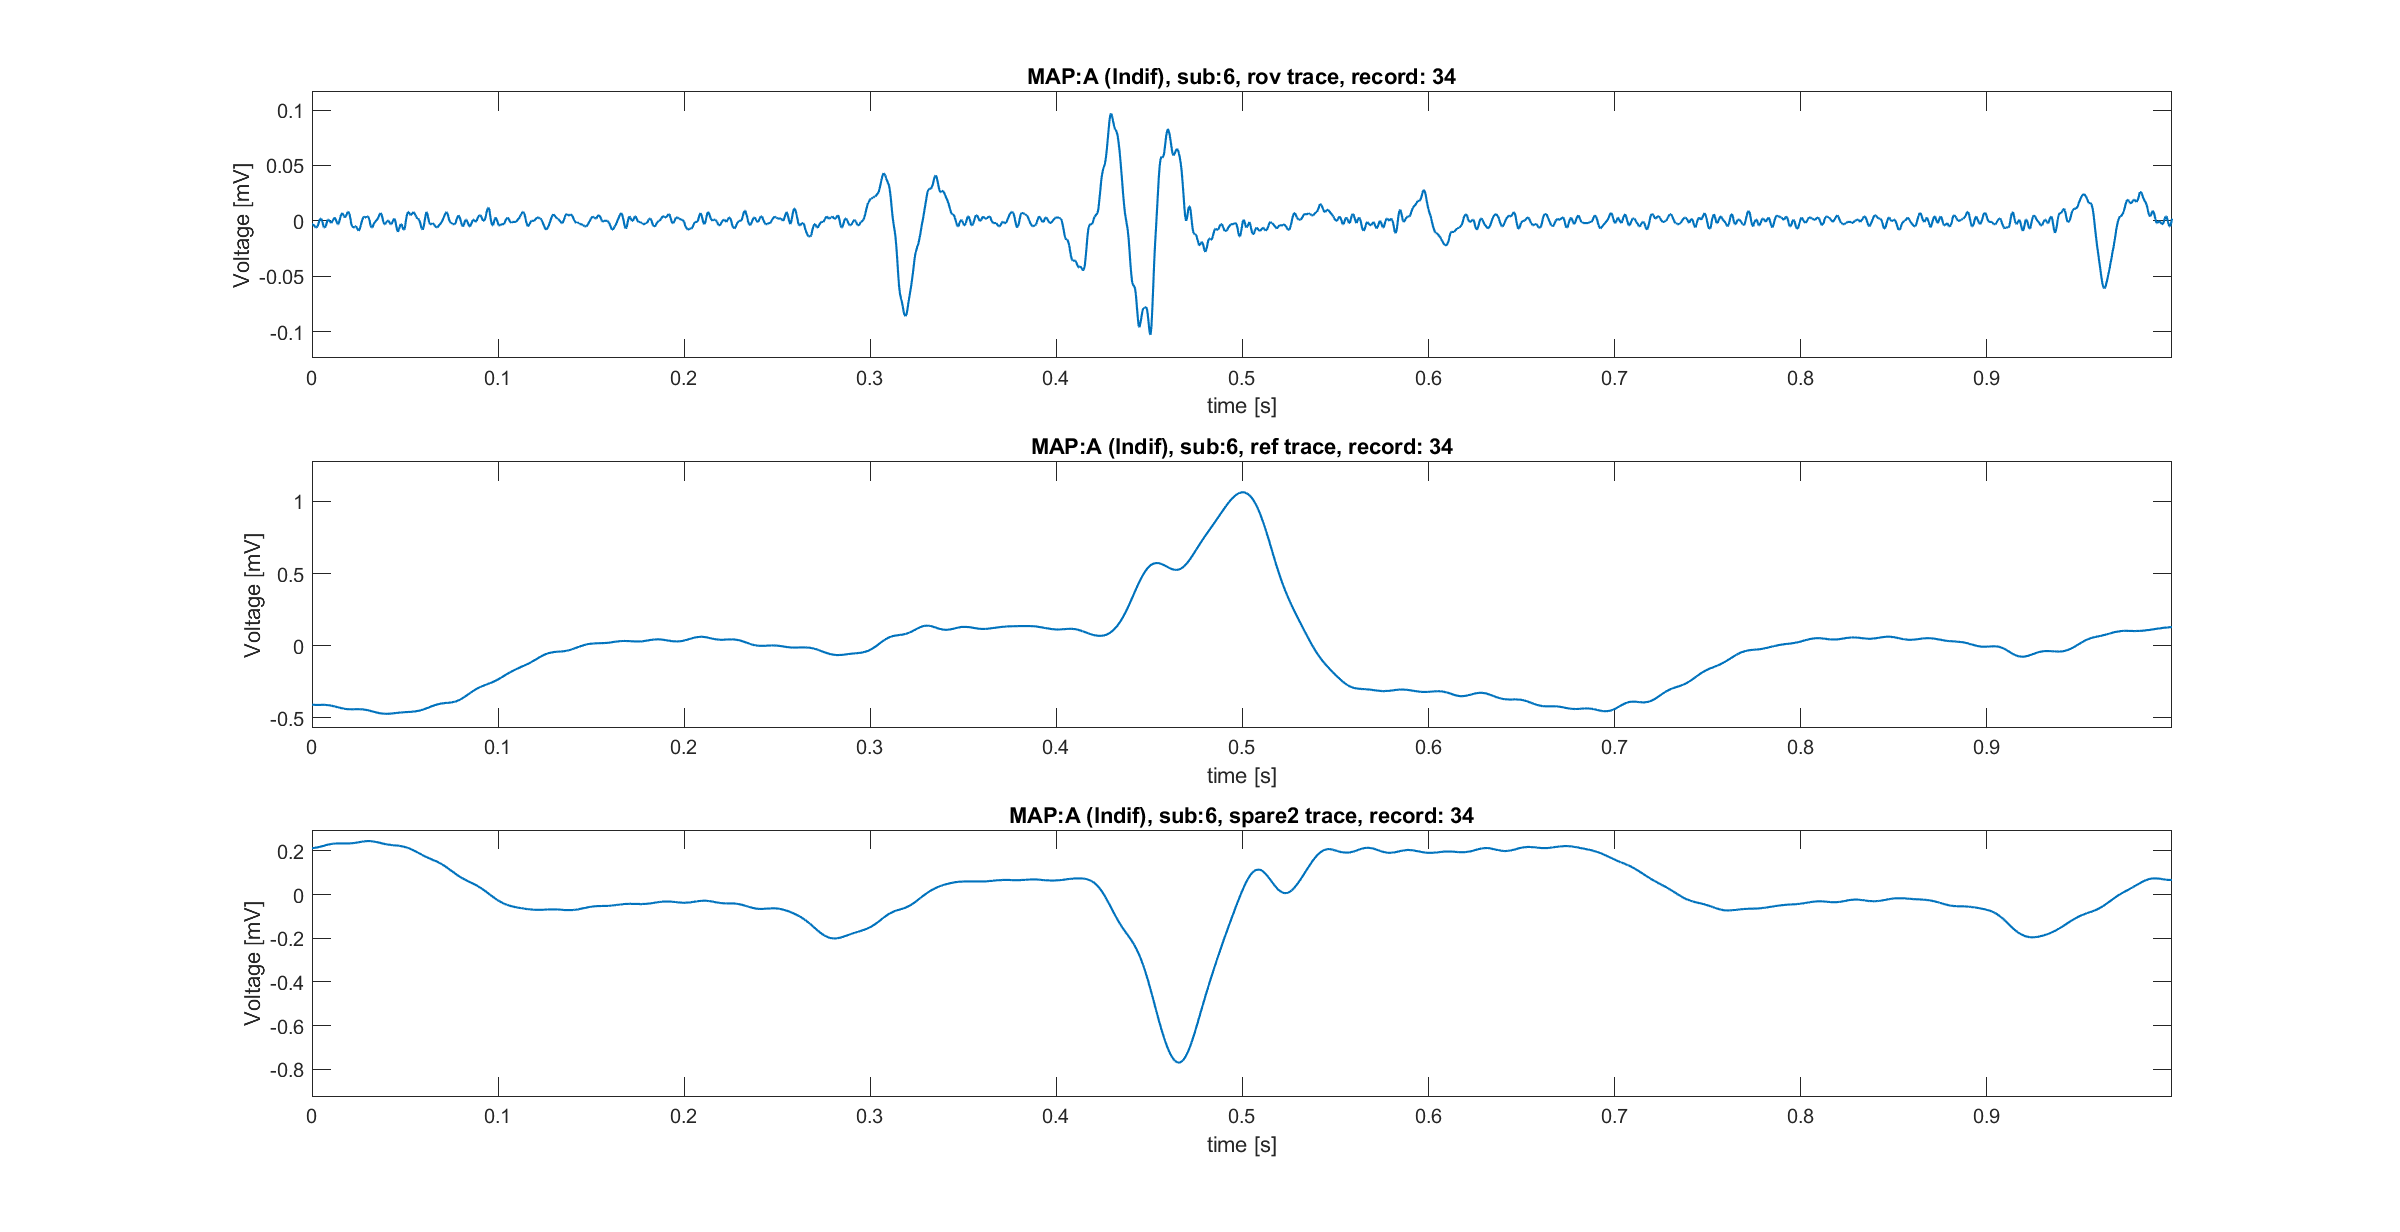 MAP:A (Indif), sub:6, rov trace, record: 34
Voltage [mV]
0.1
0.05
0
-0.05
-0.1
0 0.1 0.2 0.3 0.4 0.5 0.6 0.7 0.8 0.9
time [s]
MAP:A (Indif), sub:6, ref trace, record: 34
Voltage [mV]
1
0.5
0
-0.5
0 0.1 0.2 0.3 0.4 0.5 0.6 0.7 0.8 0.9
time [s]
MAP:A (Indif), sub:6, spare2 trace, record: 34
Voltage [mV]
0.2
0
-0.2
-0.4
-0.6
-0.8
0 0.1 0.2 0.3 0.4 0.5 0.6 0.7 0.8 0.9
time [s]